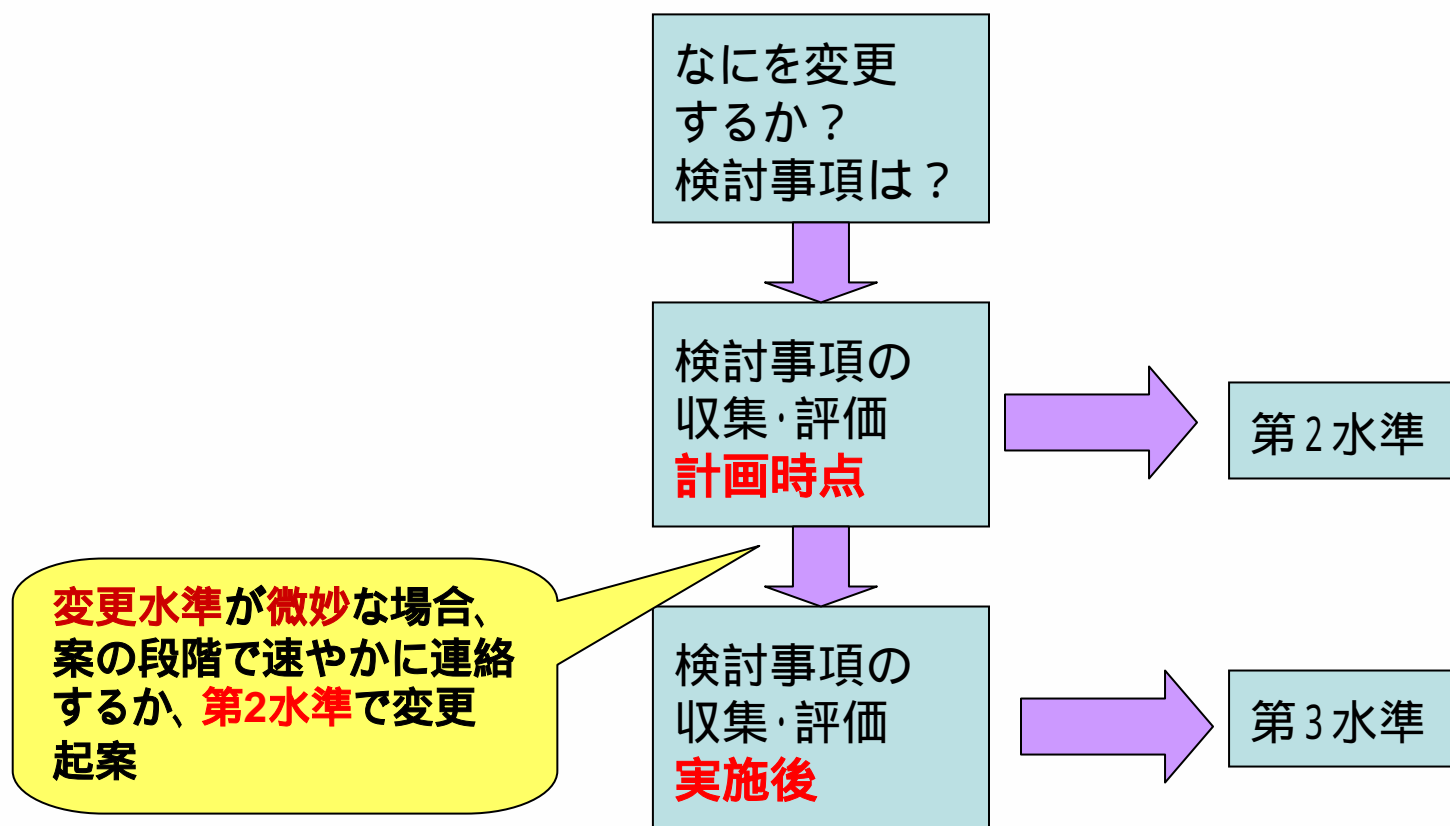 なにを変更
するか？
検討事項は？
検討事項の
収集・評価
計画時点
第２水準
変更水準が微妙な場合、
案の段階で速やかに連絡
するか、第2水準で変更
起案
検討事項の
収集・評価
実施後
第３水準